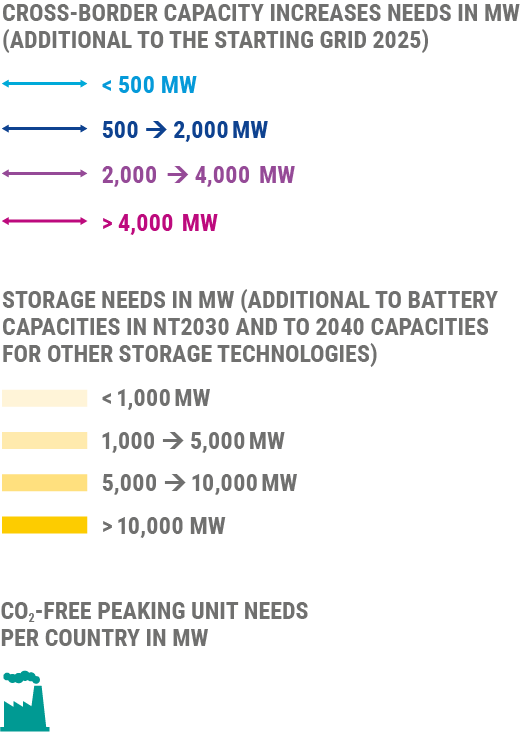 CROSS-BORDER CAPACITY INCREASES NEEDS IN MW
(ADDITIONAL TO THE STARTING GRID 2025)
< 500 MW
500 → 2,000 MW
2,000 → 4,000 MW
> 4,000 MW
STORAGE NEEDS IN MW (ADDITIONAL TO BATTERY
CAPACITIES IN NT2030 AND TO 2040 CAPACITIES
FOR OTHER STORAGE TECHNOLOGIES)
< 1,000 MW
1,000 → 5,000 MW
5,000 → 10,000 MW
> 10,000 MW
CO₂-FREE PEAKING UNIT NEEDS
PER COUNTRY IN MW